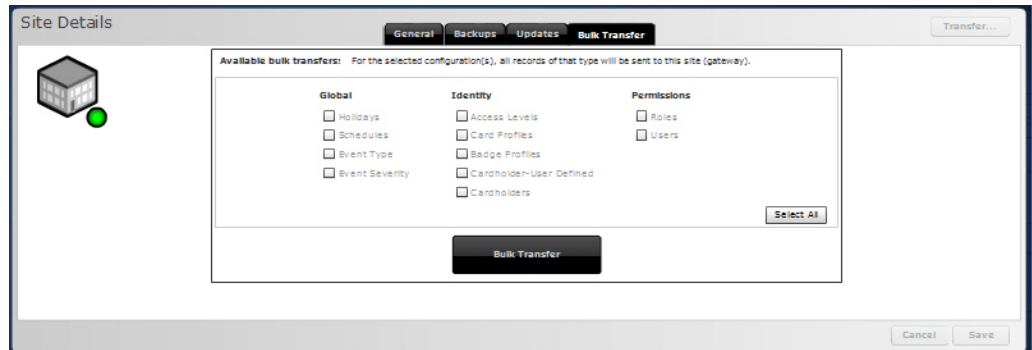 Site Details
General Backups Updates Bulk Transfer
Transfer...
Available bulk transfers: For the selected configuration(s), all records of that type will be sent to this site (gateway).
Global Identity Permissions
Holidays Access Levels Roles
Schedules Card Profiles Users
Event Type Badge Profiles
Event Severity Cardholder-User Defined
Cardholders
Select All
Bulk Transfer
Cancel Save